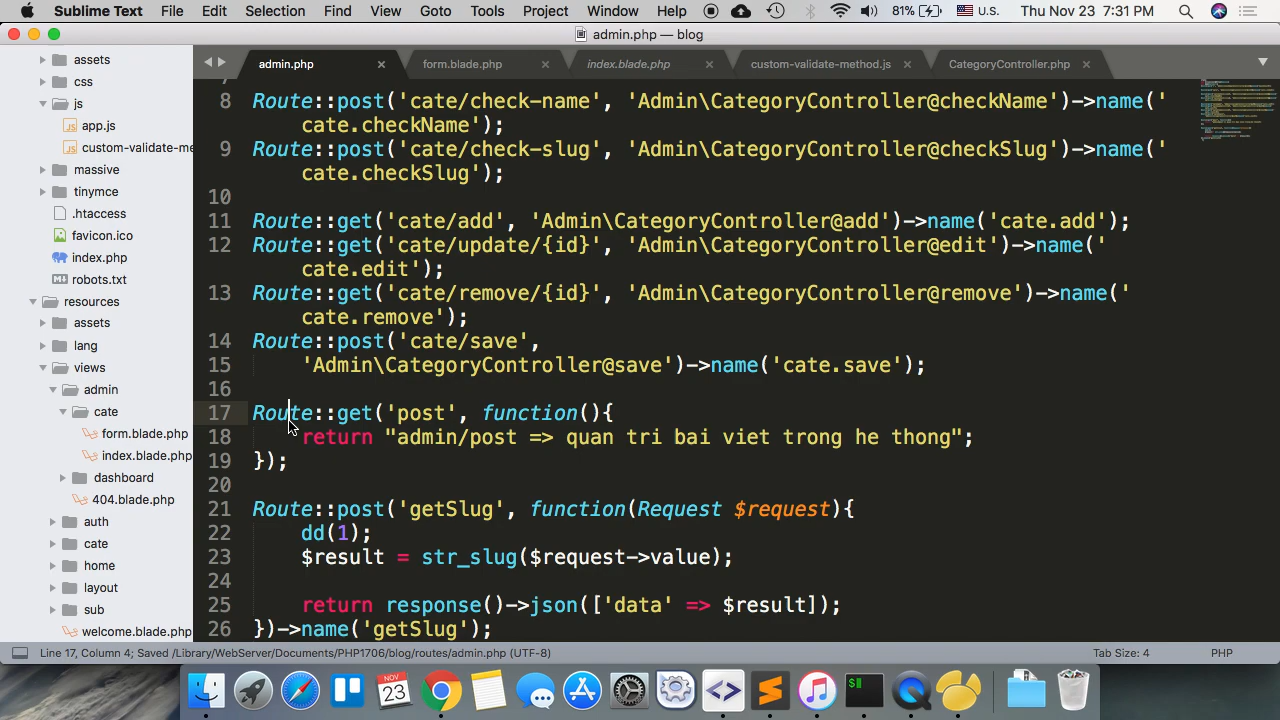 Sublime Text File Edit Selection Find View Goto Tools Project Window Help 81% U.S. Thu Nov 23 7:31 PM
admin.php — blog
admin.php form.blade.php index.blade.php custom-validate-method.js CategoryController.php
assets
css
js
app.js
custom-validate-me
massive
tinymce
.htaccess
favicon.ico
index.php
robots.txt
resources
assets
lang
views
admin
cate
form.blade.php
index.blade.php
dashboard
404.blade.php
auth
cate
home
layout
sub
welcome.blade.php
8 Route::post('cate/check-name', 'Admin\CategoryController@checkName')->name('
cate.checkName');
9 Route::post('cate/check-slug', 'Admin\CategoryController@checkSlug')->name('
cate.checkSlug');
10
11 Route::get('cate/add', 'Admin\CategoryController@add')->name('cate.add');
12 Route::get('cate/update/{id}', 'Admin\CategoryController@edit')->name('
cate.edit');
13 Route::get('cate/remove/{id}', 'Admin\CategoryController@remove')->name('
cate.remove');
14 Route::post('cate/save',
15 'Admin\CategoryController@save')->name('cate.save');
16
17 Route::get('post', function(){
18 return "admin/post => quan tri bai viet trong he thong";
19 });
20
21 Route::post('getSlug', function(Request $request){
22 dd(1);
23 $result = str_slug($request->value);
24
25 return response()->json(['data' => $result]);
26 })->name('getSlug');
Line 17, Column 4; Saved /Library/WebServer/Documents/PHP1706/blog/routes/admin.php (UTF-8) Tab Size: 4 PHP
NOV
23